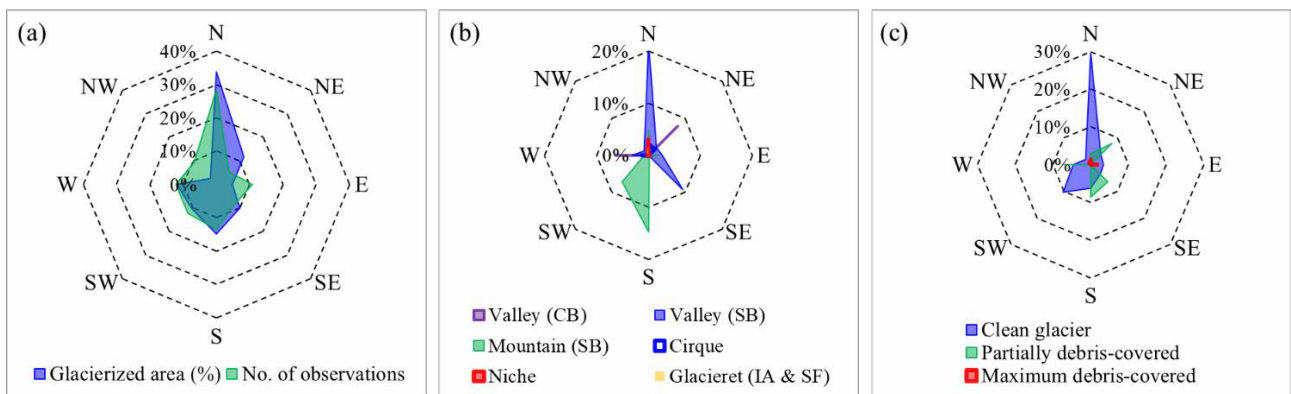 (a)
N
40%
NW
NE
30%
20%
10%
W
0%
E
SW
SE
S
Glacierized area (%)
No. of observations
(b)
N
20%
NW
NE
10%
W
0%
E
SW
SE
S
Valley (CB)
Valley (SB)
Mountain (SB)
Cirque
Niche
Glacieret (IA & SF)
(c)
N
30%
NW
NE
20%
10%
W
0%
E
SW
SE
S
Clean glacier
Partially debris-covered
Maximum debris-covered